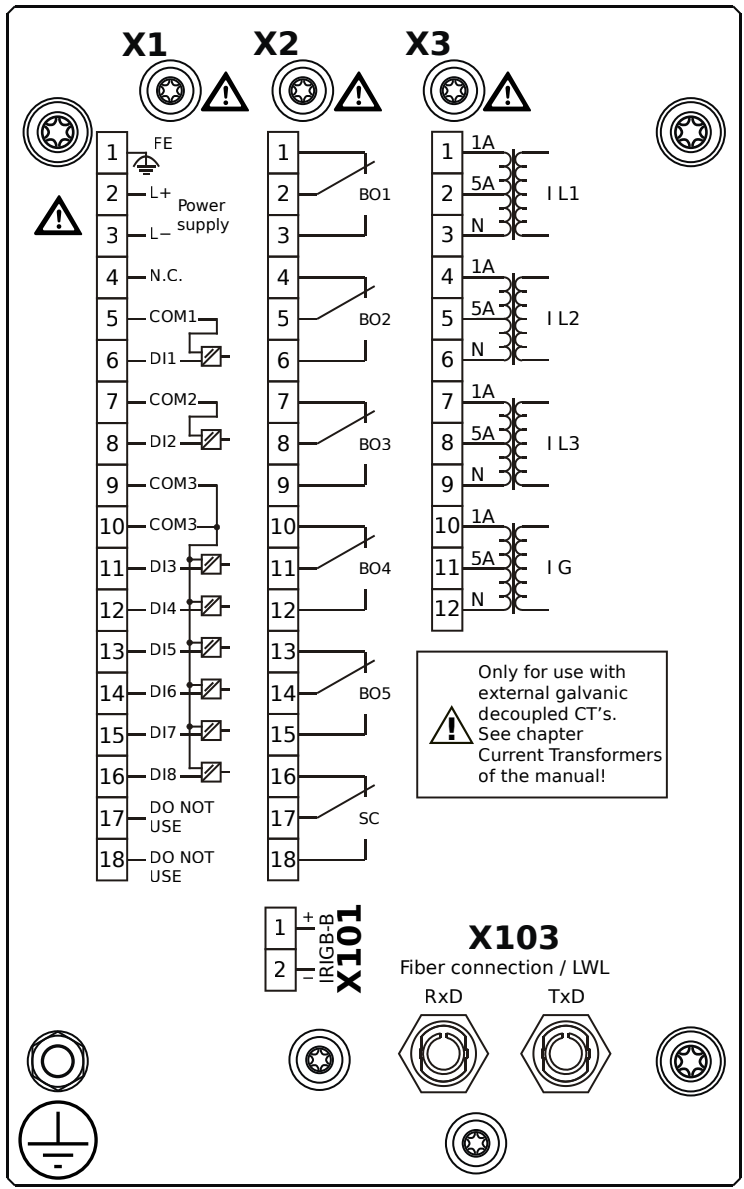 X1
1 FE
2 L+ Power
3 L− supply
4 N.C.
5 COM1
6 DI1
7 COM2
8 DI2
9 COM3
10 COM3
11 DI3
12 DI4
13 DI5
14 DI6
15 DI7
16 DI8
17 DO NOT
USE
18 DO NOT
USE
X2
1
2 BO1
3
4
5 BO2
6
7
8 BO3
9
10
11 BO4
12
13
14 BO5
15
16
17 SC
18
X3
1 1A
2 5A I L1
3 N
4 1A
5 5A I L2
6 N
7 1A
8 5A I L3
9 N
10 1A
11 5A I G
12 N
!
!
!
!
!
Only for use with
external galvanic
decoupled CT’s.
See chapter
Current Transformers
of the manual!
1 +
2 −
IRIGB-B
X101
X103
Fiber connection / LWL
RxD TxD